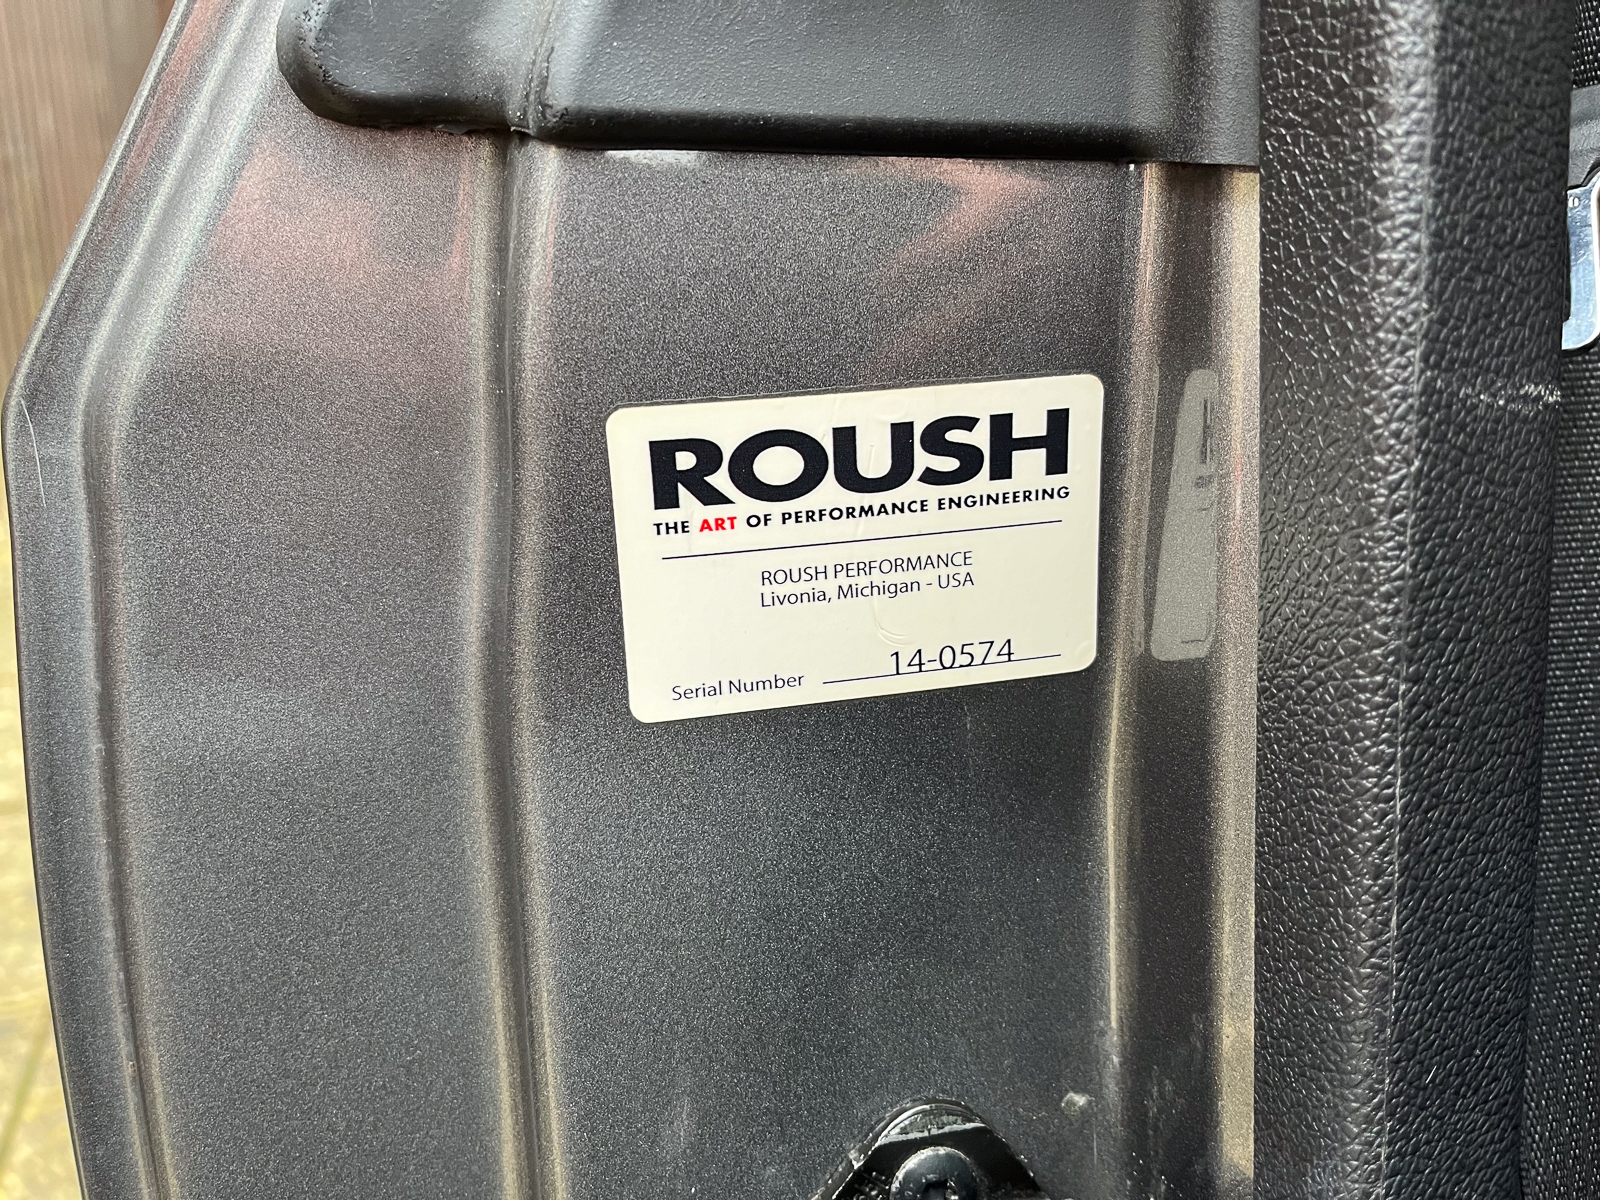 ROUSH
THE ART OF PERFORMANCE ENGINEERING
ROUSH PERFORMANCE
Livonia, Michigan - USA
Serial Number 14-0574